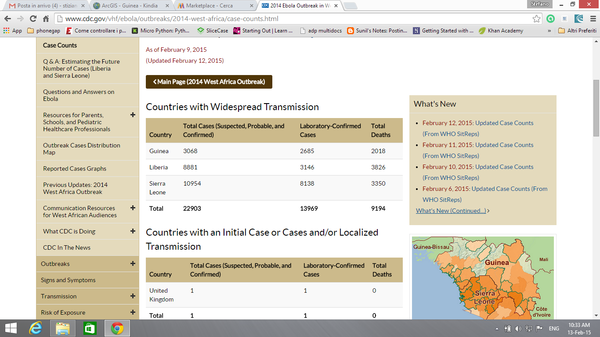 Posta in arrivo (4) - stizio
ArcGIS - Guinea - Kindia
Marketplace - Cerca
2014 Ebola Outbreak in W
www.cdc.gov/vhf/ebola/outbreaks/2014-west-africa/case-counts.html
phonegap
Come controllare i p
Micro Python: Pyth
SliceCase
Starting Out | Learn
adp multidocs
Sunil's Notes: Posting
Getting Started with
Khan Academy
Altri Preferiti
Case Counts
Q & A: Estimating the Future
Number of Cases (Liberia
and Sierra Leone)
Questions and Answers on
Ebola
Resources for Parents,
Schools, and Pediatric
Healthcare Professionals
Outbreak Cases Distribution
Map
Reported Cases Graphs
Previous Updates: 2014
West Africa Outbreak
Communication Resources
for West African Audiences
What CDC is Doing
CDC In The News
Outbreaks
Signs and Symptoms
Transmission
Risk of Exposure
As of February 9, 2015
(Updated February 12, 2015)
Main Page (2014 West Africa Outbreak)
Countries with Widespread Transmission
Country Total Cases (Suspected, Probable, and Confirmed) Laboratory-Confirmed Cases Total Deaths
Guinea 3068 2685 2018
Liberia 8881 3146 3826
Sierra Leone 10954 8138 3350
Total 22903 13969 9194
Countries with an Initial Case or Cases and/or Localized
Transmission
Country Total Cases (Suspected, Probable, and Confirmed) Laboratory-Confirmed Cases Total Deaths
United Kingdom 1 1 0
Total 1 1 0
What's New
February 12, 2015: Updated Case Counts
(From WHO SitReps)
February 11, 2015: Updated Case Counts
(From WHO SitReps)
February 10, 2015: Updated Case Counts
(From WHO SitReps)
February 6, 2015: Updated Case Counts (From
WHO SitReps)
What's New (Continued...)
Guinea-Bissau
Guinea
Mali
Sierra
Leone
Côte
d'Ivoire
ENG
10:33 AM
13-Feb-15